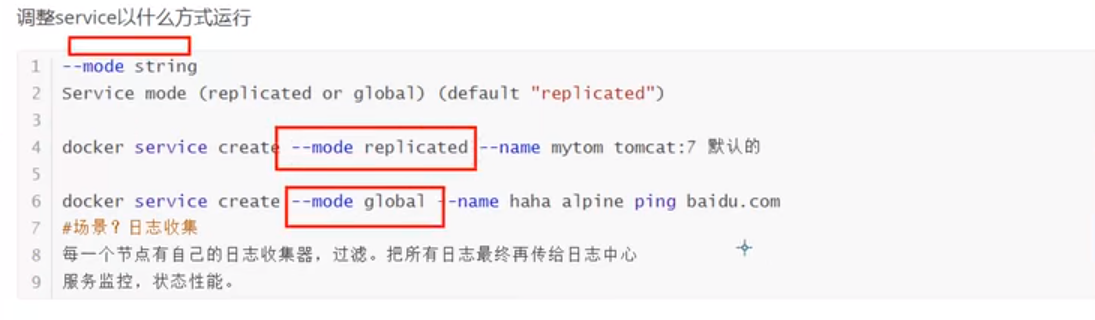 调整service以什么方式运行
1 --mode string
2 Service mode (replicated or global) (default "replicated")
3
4 docker service create --mode replicated --name mytom tomcat:7 默认的
5
6 docker service create --mode global --name haha alpine ping baidu.com
7 #场景？日志收集
8 每一个节点有自己的日志收集器，过滤。把所有日志最终再传给日志中心
9 服务监控，状态性能。